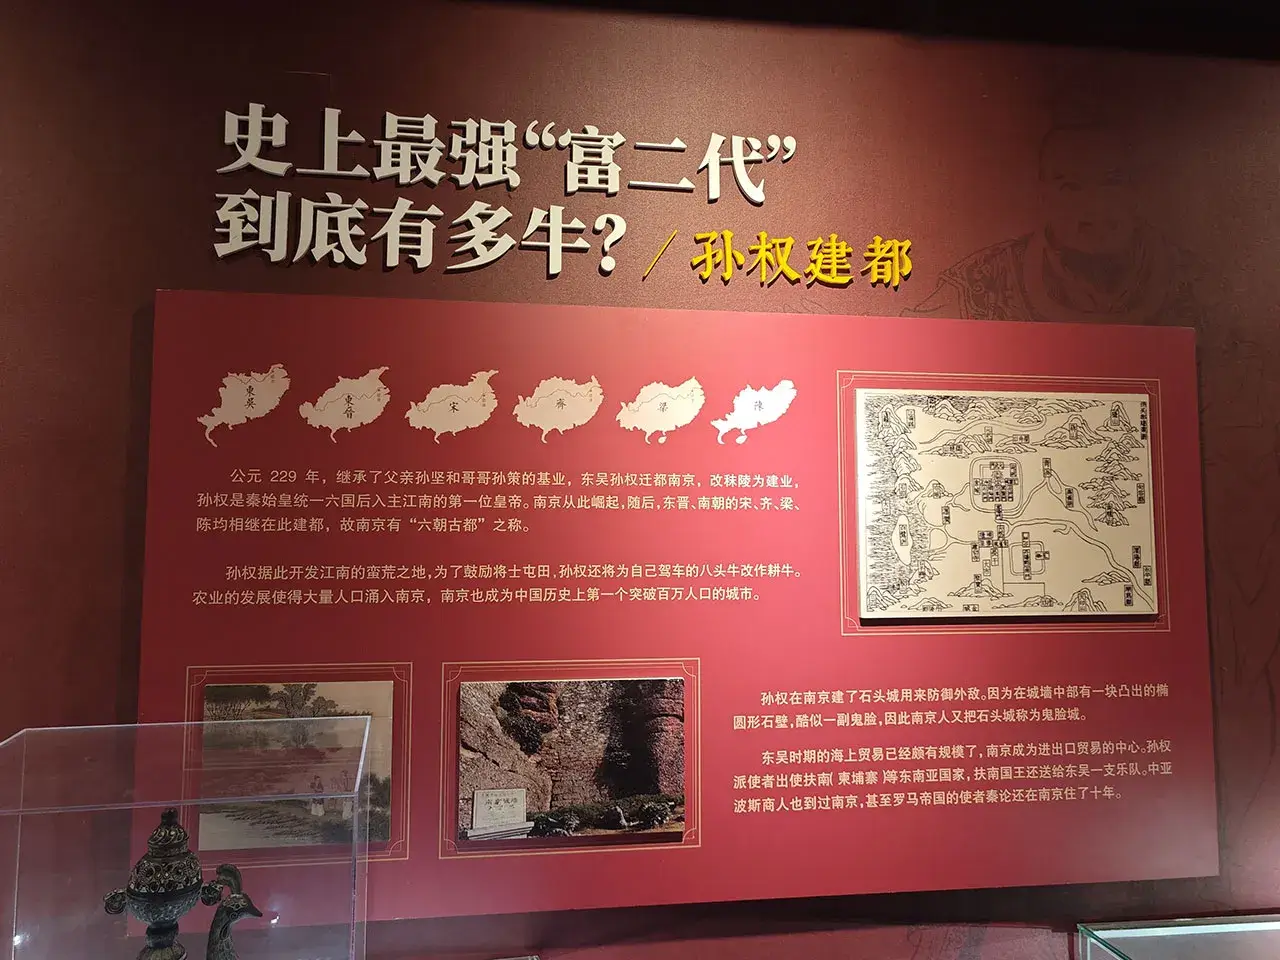 史上最强“富二代”
到底有多牛？/孙权建都
東吳 東晉 宋 齊 梁 陳
公元 229 年，继承了父亲孙坚和哥哥孙策的基业，东吴孙权迁都南京，改秣陵为建业，
孙权是秦始皇统一六国后入主江南的第一位皇帝。南京从此崛起，随后，东晋、南朝的宋、齐、梁、
陈均相继在此建都，故南京有“六朝古都”之称。
孙权据此开发江南的蛮荒之地，为了鼓励将士屯田，孙权还将为自己驾车的八头牛改作耕牛。
农业的发展使得大量人口涌入南京，南京也成为中国历史上第一个突破百万人口的城市。
孙权在南京建了石头城用来防御外敌。因为在城墙中部有一块凸出的椭
圆形石壁，酷似一副鬼脸，因此南京人又把石头城称为鬼脸城。
东吴时期的海上贸易已经颇有规模了，南京成为进出口贸易的中心。孙权
派使者出使扶南（柬埔寨）等东南亚国家，扶南国王还送给东吴一支乐队。中亚
波斯商人也到过南京，甚至罗马帝国的使者秦论还在南京住了十年。